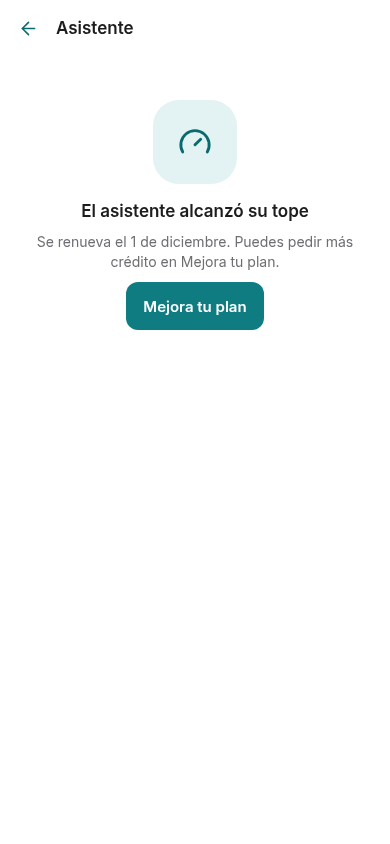 Asistente
El asistente alcanzó su tope
Se renueva el 1 de diciembre. Puedes pedir más
crédito en Mejora tu plan.
Mejora tu plan